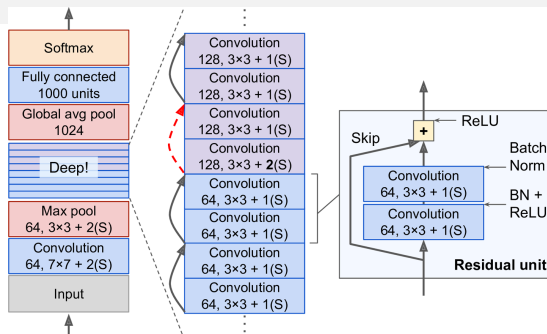 Softmax
Fully connected
1000 units
Global avg pool
1024
Deep!
Max pool
64, 3×3 + 2(S)
Convolution
64, 7×7 + 2(S)
Input
Convolution
128, 3×3 + 1(S)
Convolution
128, 3×3 + 1(S)
Convolution
128, 3×3 + 1(S)
Convolution
128, 3×3 + 2(S)
Convolution
64, 3×3 + 1(S)
Convolution
64, 3×3 + 1(S)
Convolution
64, 3×3 + 1(S)
Convolution
64, 3×3 + 1(S)
ReLU
+
Skip
Batch
Norm
Convolution
64, 3×3 + 1(S)
BN +
ReLU
Convolution
64, 3×3 + 1(S)
Residual unit